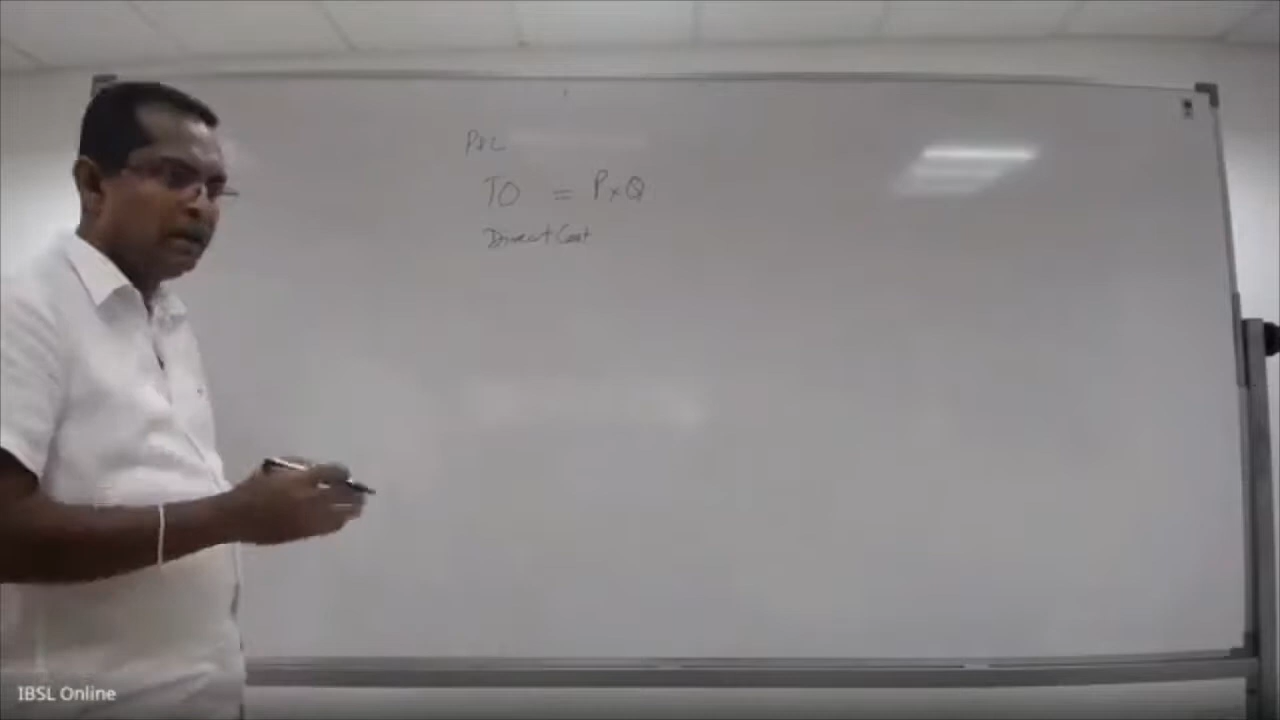 P&L
TO = P×Q
Direct Cost
IBSL Online